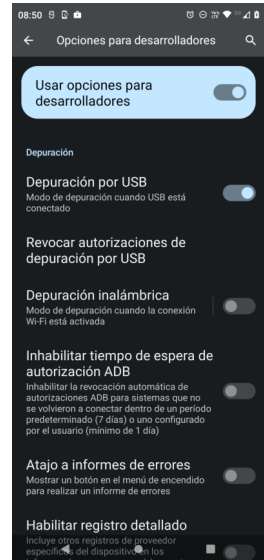 08:50
Opciones para desarrolladores
Usar opciones para
desarrolladores
Depuración
Depuración por USB
Modo de depuración cuando USB está
conectado
Revocar autorizaciones de
depuración por USB
Depuración inalámbrica
Modo de depuración cuando la conexión
Wi-Fi está activada
Inhabilitar tiempo de espera de
autorización ADB
Inhabilitar la revocación automática de
autorizaciones ADB para sistemas que no
se volvieron a conectar dentro de un período
predeterminado (7 días) o uno configurado
por el usuario (mínimo de 1 día)
Atajo a informes de errores
Mostrar un botón en el menú de encendido
para realizar un informe de errores
Habilitar registro detallado
Incluye otros registros de proveedor
específicos del dispositivo en los